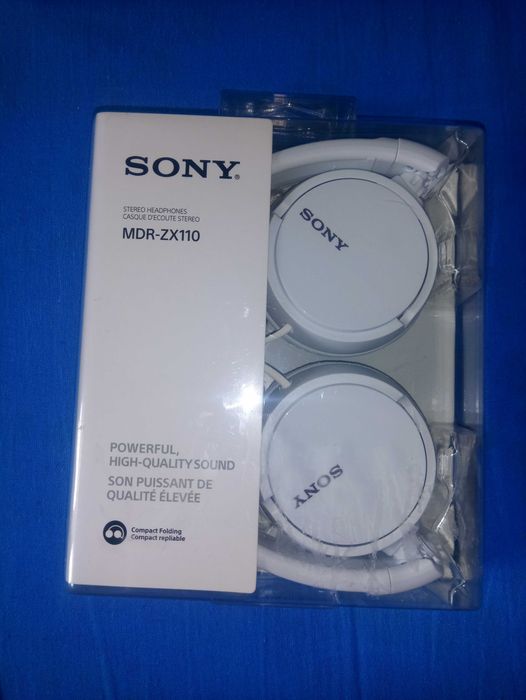 SONY®
STEREO HEADPHONES
CASQUE D'ECOUTE STEREO
MDR-ZX110
POWERFUL,
HIGH-QUALITY SOUND
SON PUISSANT DE
QUALITÉ ÉLEVÉE
Compact Folding
Compact repliable
SONY
SONY